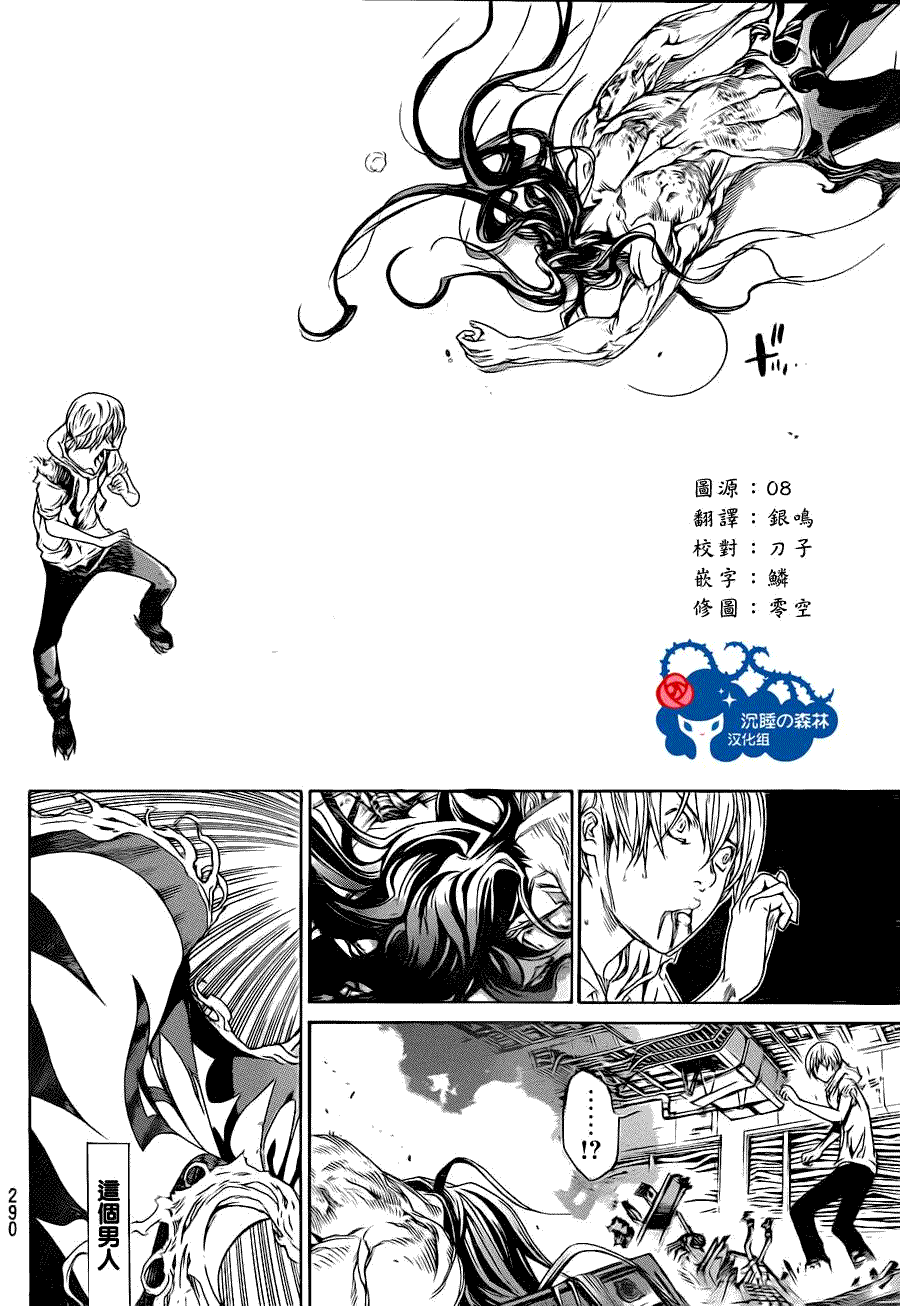 ドッ
圖源：08
翻譯：銀鳴
校對：刀子
嵌字：鱗
修圖：零空
沉睡の森林
汉化组
……
……!?
這個男人
290